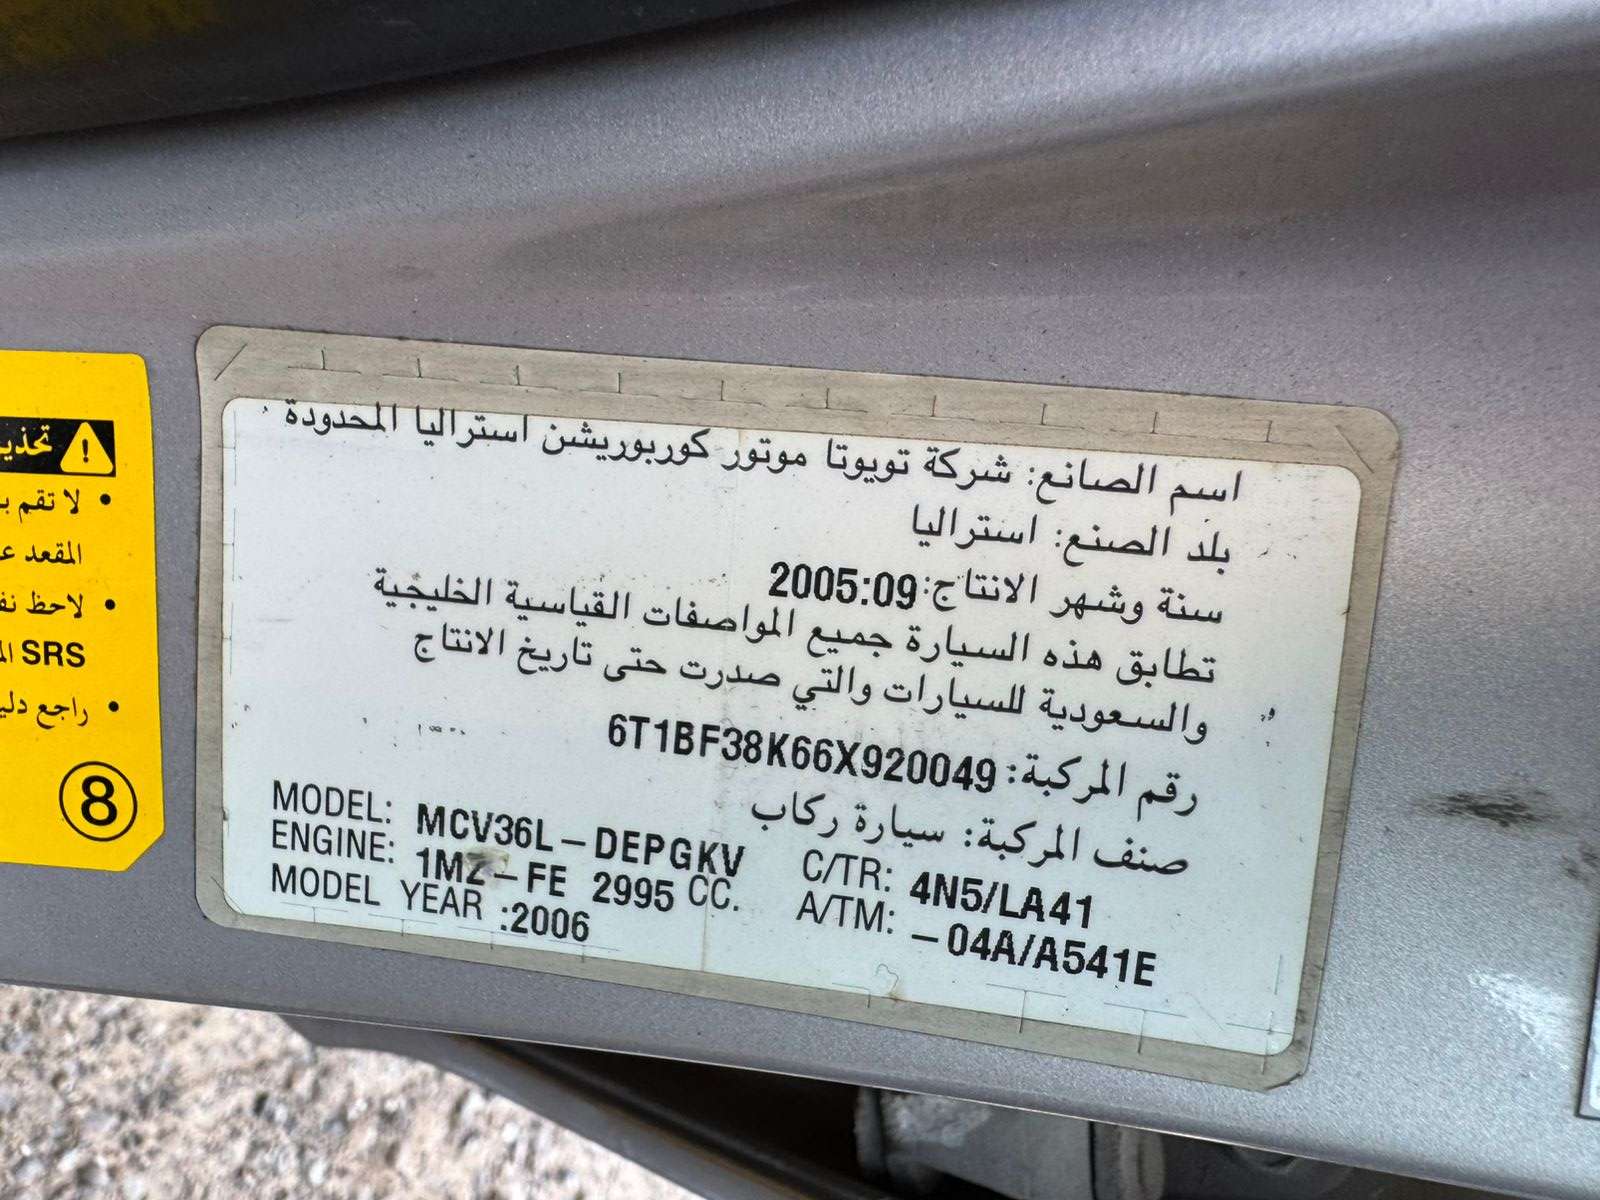 اسم الصانع: شركة تويوتا موتور كوربوريشن استراليا المحدودة
بلد الصنع: استراليا
سنة وشهر الانتاج: 2005:09
تطابق هذه السيارة جميع المواصفات القياسية الخليجية
والسعودية للسيارات والتي صدرت حتى تاريخ الانتاج
رقم المركبة: 6T1BF38K66X920049
صنف المركبة: سيارة ركاب
MODEL: MCV36L-DEPGKV C/TR: 4N5/LA41
ENGINE: 1MZ-FE 2995 CC. A/TM: -04A/A541E
MODEL YEAR :2006
• لا تقم
المقعد
• لاحظ
SRS
• راجع
8